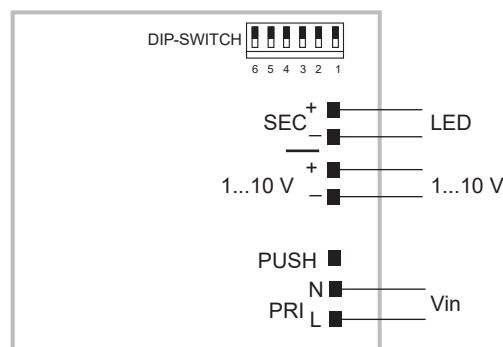 DIP-SWITCH
6 5 4 3 2 1
+
SEC
–
LED
+
1...10 V
–
1...10 V
PUSH
N
PRI
L
Vin